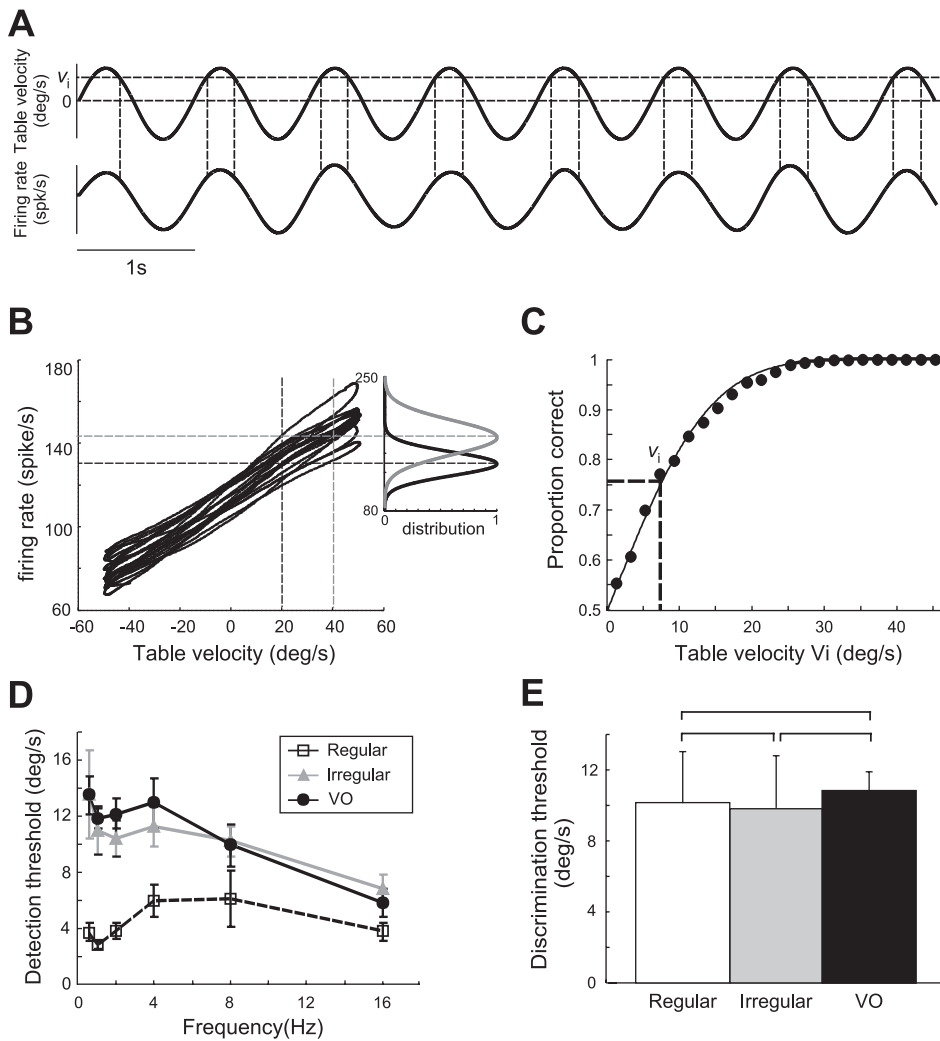 A
Table velocity
(deg/s)
vi
0
Firing rate
(spk/s)
1s
B
firing rate (spike/s)
180
140
100
60
-60
-40
-20
0
20
40
60
Table velocity (deg/s)
250
80
0
1
distribution
C
Proportion correct
1
0.9
0.8
0.7
0.6
0.5
vi
0
10
20
30
40
Table velocity Vi (deg/s)
D
Detection threshold (deg/s)
16
12
8
4
0
0
4
8
12
16
Frequency(Hz)
Regular
Irregular
VO
E
Discrimination threshold
(deg/s)
12
8
4
0
Regular
Irregular
VO